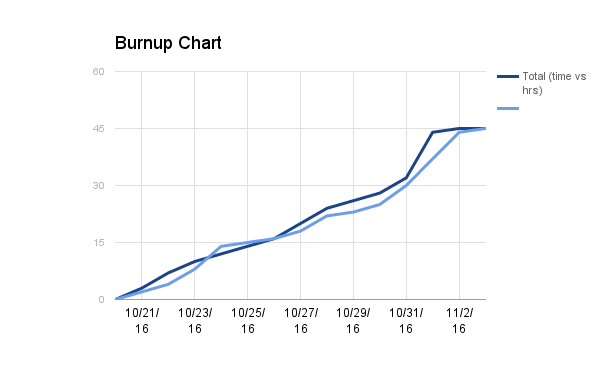 Burnup Chart
60
45
30
15
0
Total (time vs
hrs)
10/21/ 10/23/ 10/25/ 10/27/ 10/29/ 10/31/ 11/2/
16 16 16 16 16 16 16